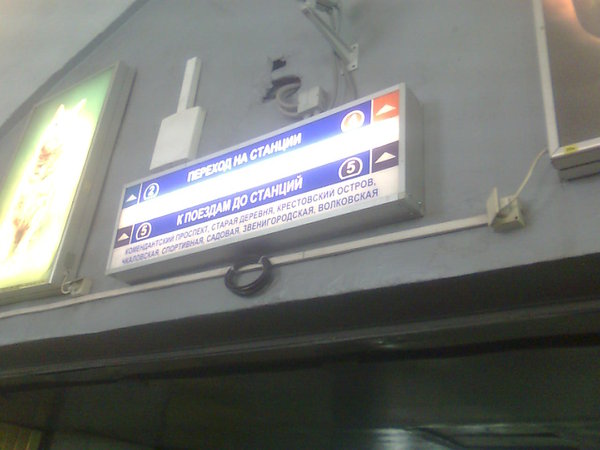 2 ПЕРЕХОД НА СТАНЦИИ
5 К ПОЕЗДАМ ДО СТАНЦИЙ 5
КОМЕНДАНТСКИЙ ПРОСПЕКТ, СТАРАЯ ДЕРЕВНЯ, КРЕСТОВСКИЙ ОСТРОВ,
ЧКАЛОВСКАЯ, СПОРТИВНАЯ, САДОВАЯ, ЗВЕНИГОРОДСКАЯ, ВОЛКОВСКАЯ